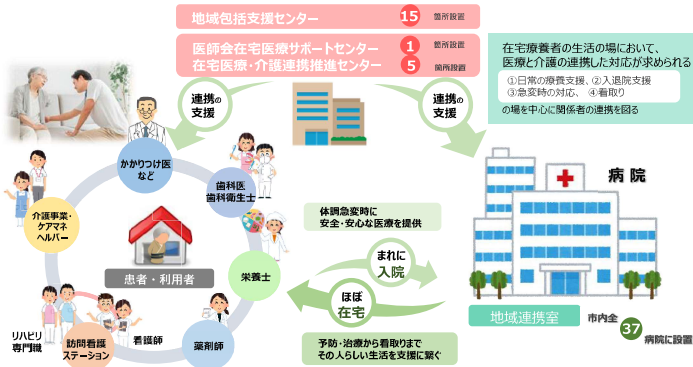 地域包括支援センター 15 箇所設置
医師会在宅医療サポートセンター 1 箇所設置
在宅医療・介護連携推進センター 5 箇所設置
在宅療養者の生活の場において、
医療と介護の連携した対応が求められる
①日常の療養支援、②入退院支援
③急変時の対応、 ④看取り
の場を中心に関係者の連携を図る
連携の
支援
連携の
支援
かかりつけ医
など
歯科医
歯科衛生士
介護事業・
ケアマネ
ヘルパー
患者・利用者
栄養士
リハビリ
専門職
訪問看護
ステーション
看護師
薬剤師
体調急変時に
安全・安心な医療を提供
まれに
入院
ほぼ
在宅
予防・治療から看取りまで
その人らしい生活を支援に繋ぐ
病院
地域連携室
市内全
37
病院に設置